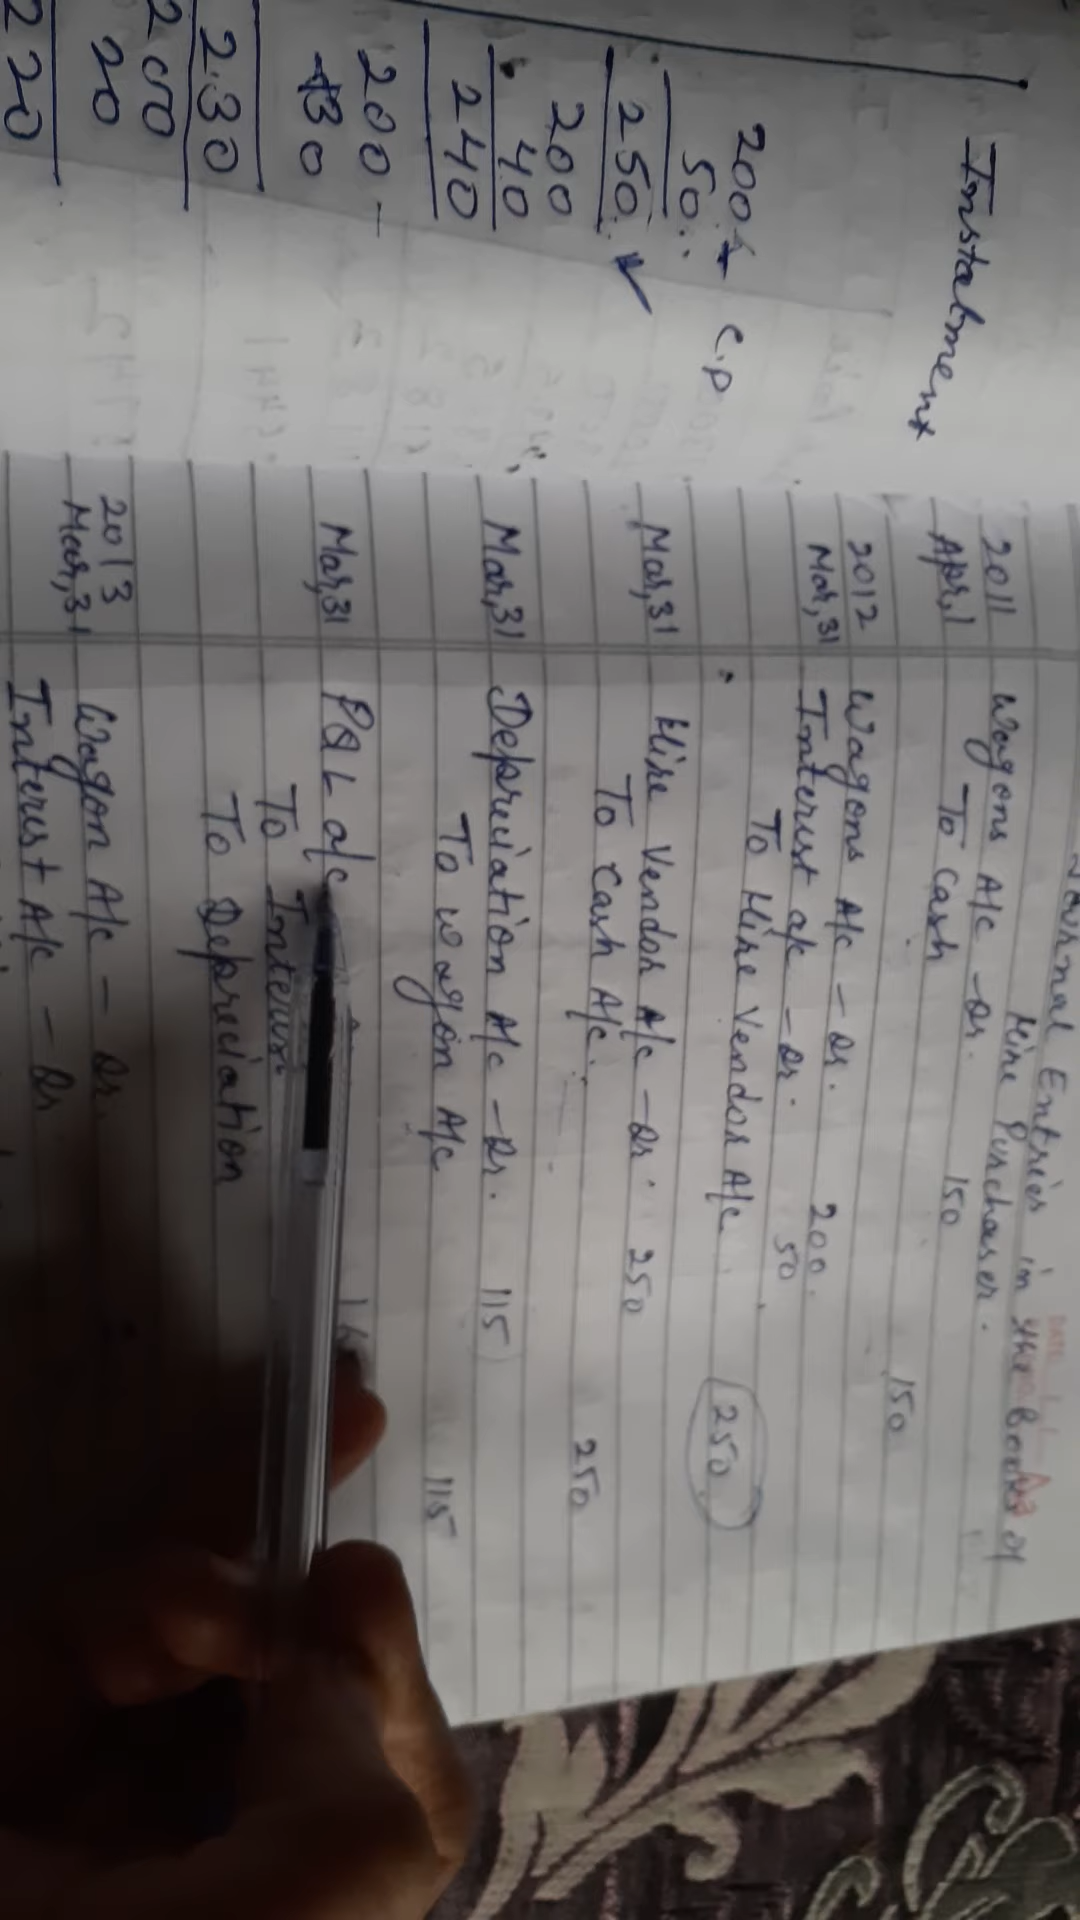 Instalment
200 + C.P
50
250 ✓
200
40
240
200 -
30
230
200
20
220
Journal Entries in the Books of
Hire Purchaser.
2011 Wagons A/c - Dr. 150
Apr, 1 To Cash 150
2012 Wagons A/c - Dr. 200
Mar, 31 Interest a/c - Dr. 50
To Hire Vendor A/c 250
Mar, 31 Hire Vendor A/c - Dr 250
To Cash A/c. 250
Mar, 31 Depreciation A/c - Dr. 115
To wagon A/c 115
Mar, 31 P&L a/c
To Interest
To Depreciation
2013 Wagon A/c - Dr.
Mar, 31 Interest A/c - Dr